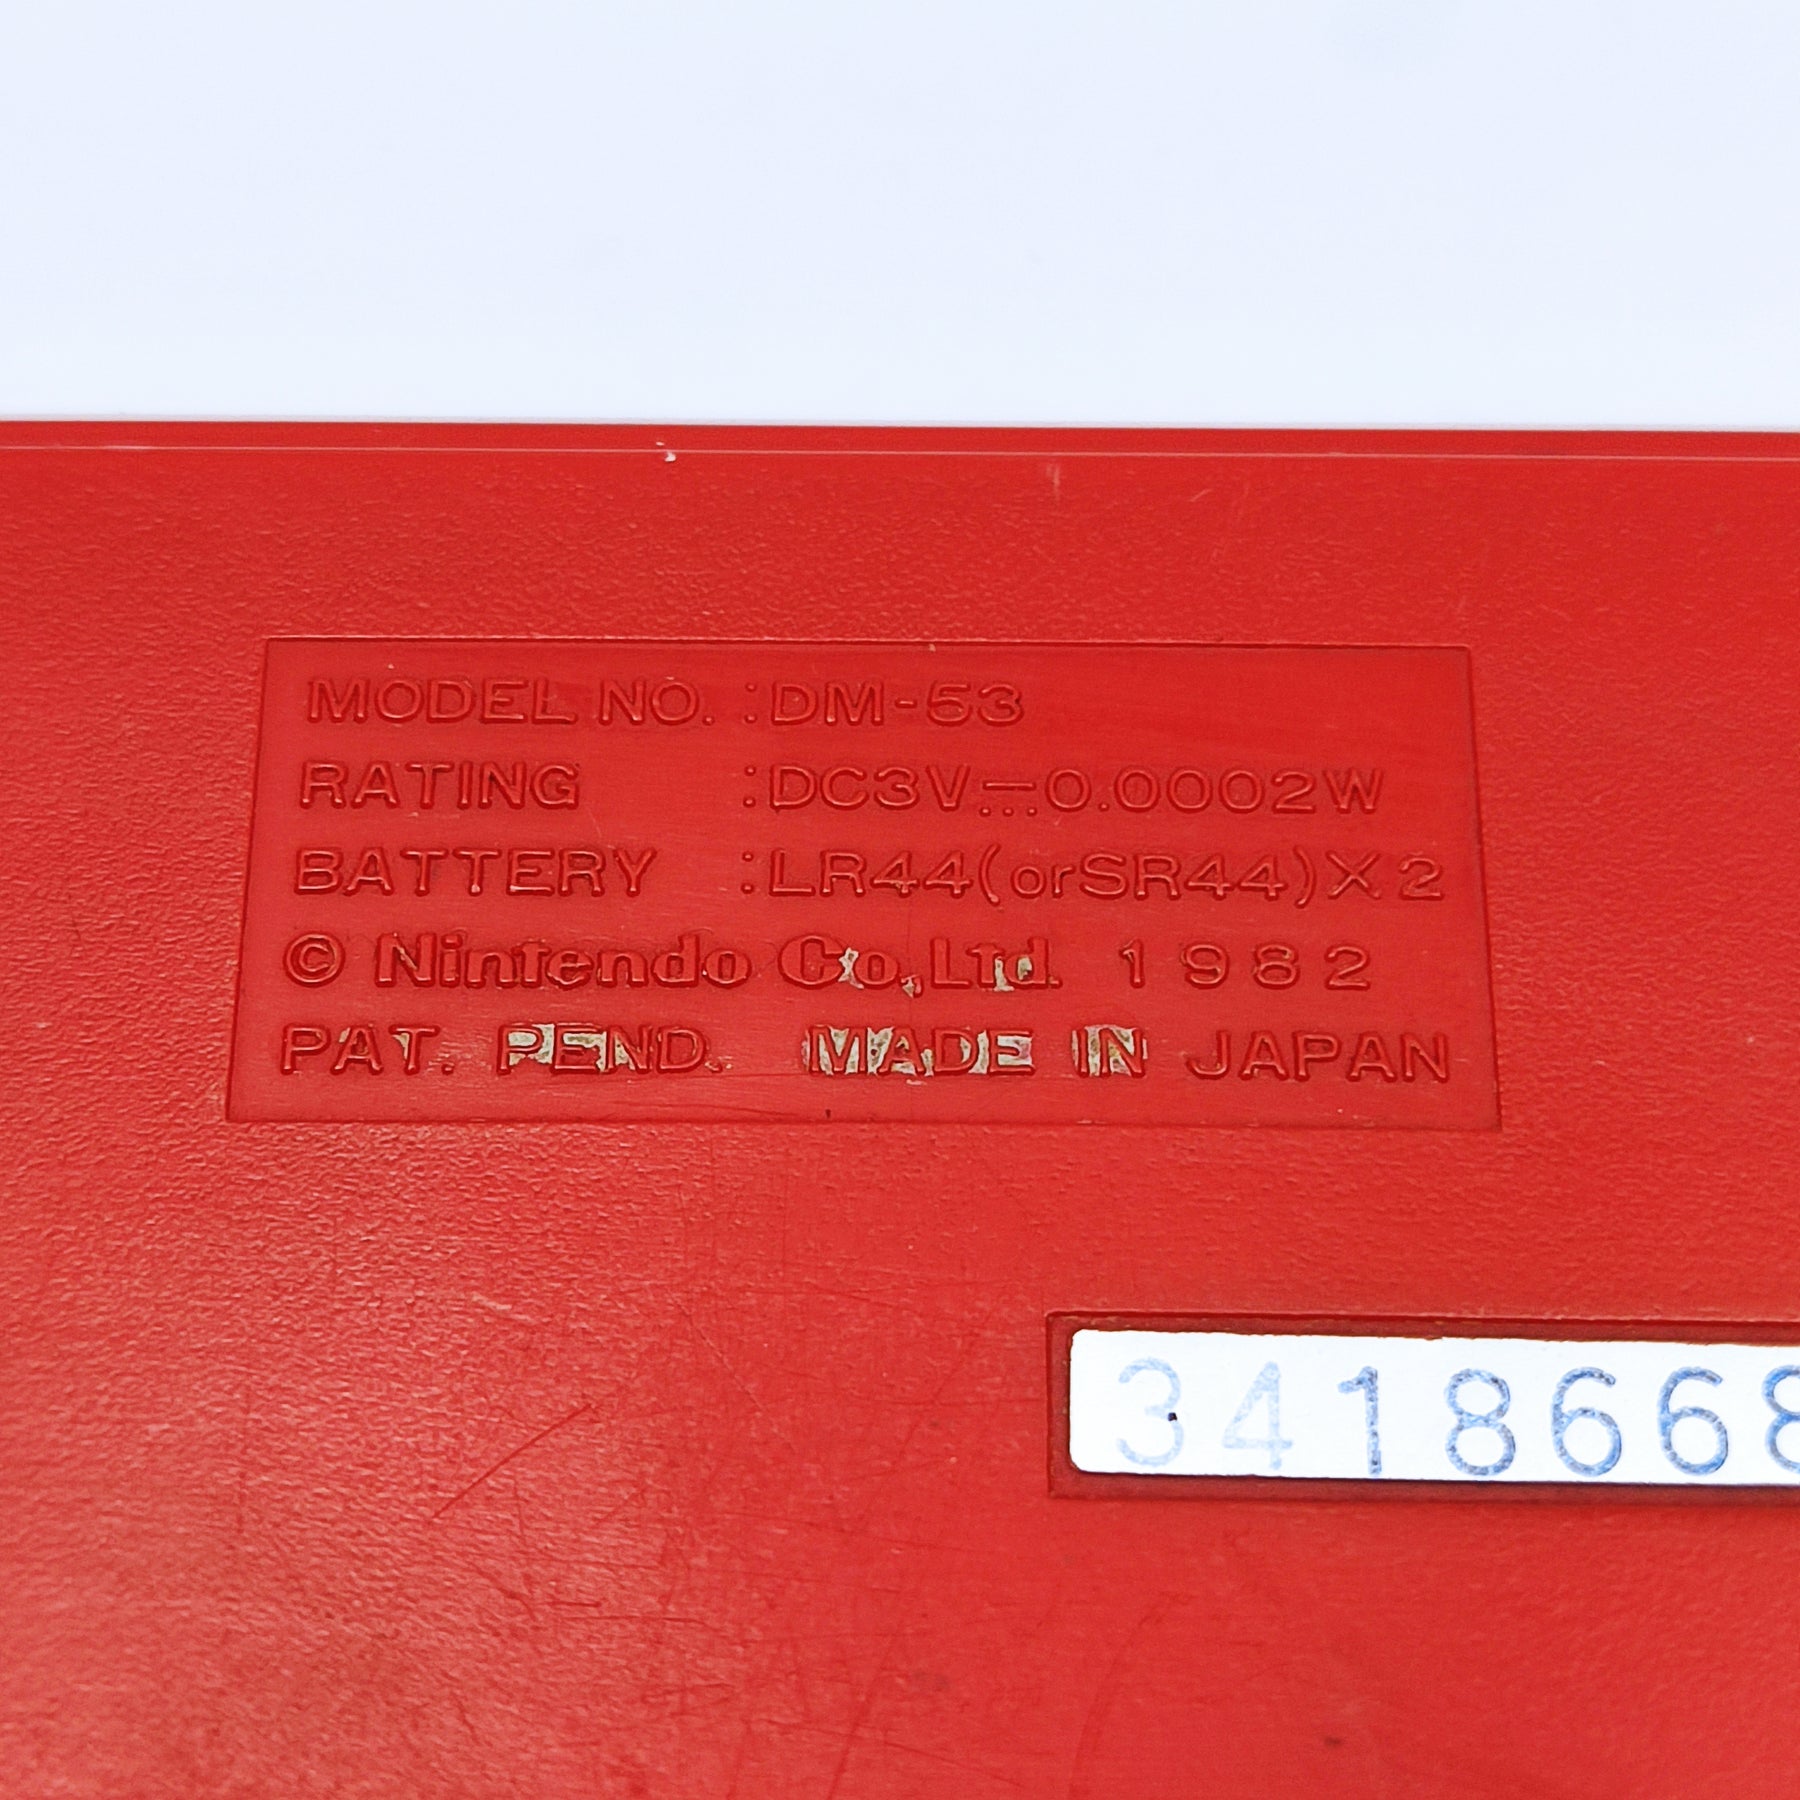 MODEL NO. :DM-53
RATING :DC3V⎓0.0002W
BATTERY :LR44(orSR44)X2
© Nintendo Co.,Ltd. 1982
PAT. PEND. MADE IN JAPAN
3418668